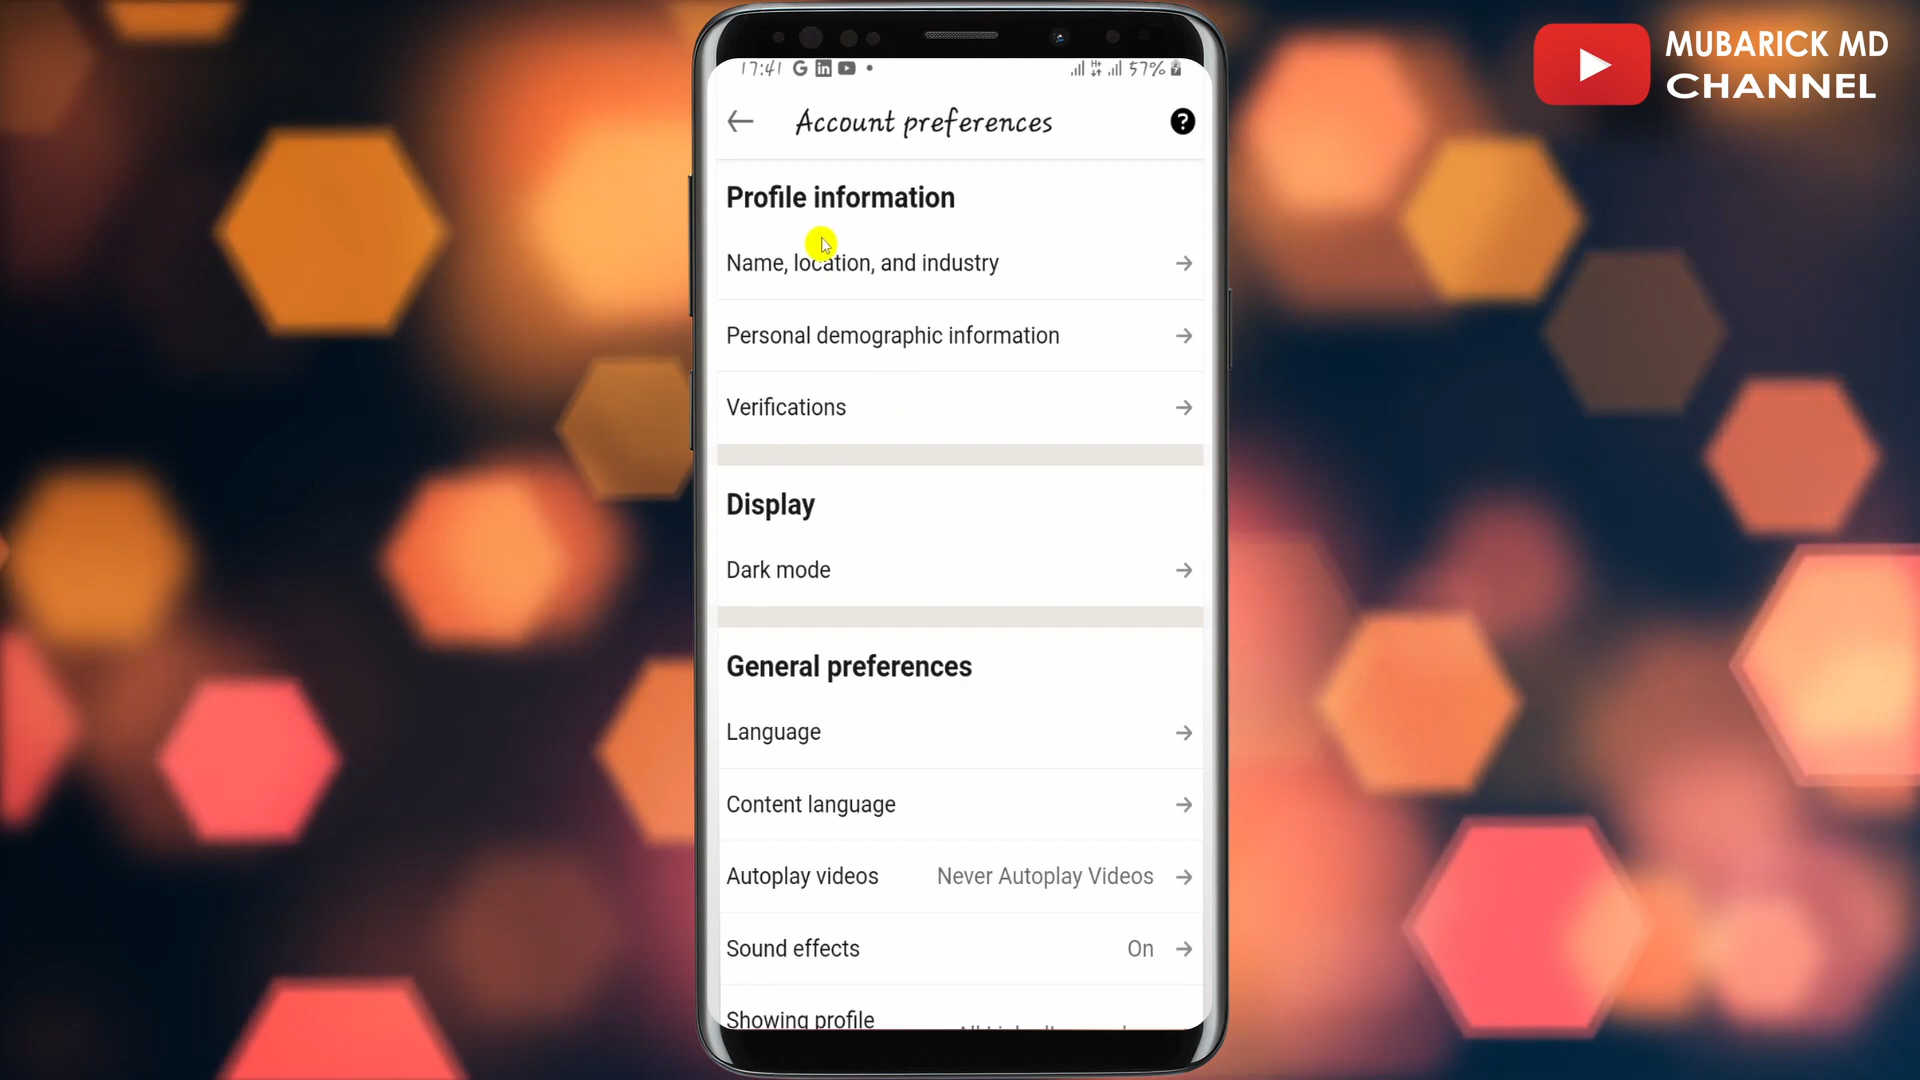 MUBARICK MD
CHANNEL
17:41 57%
Account preferences
Profile information
Name, location, and industry
Personal demographic information
Verifications
Display
Dark mode
General preferences
Language
Content language
Autoplay videos Never Autoplay Videos
Sound effects On
Showing profile